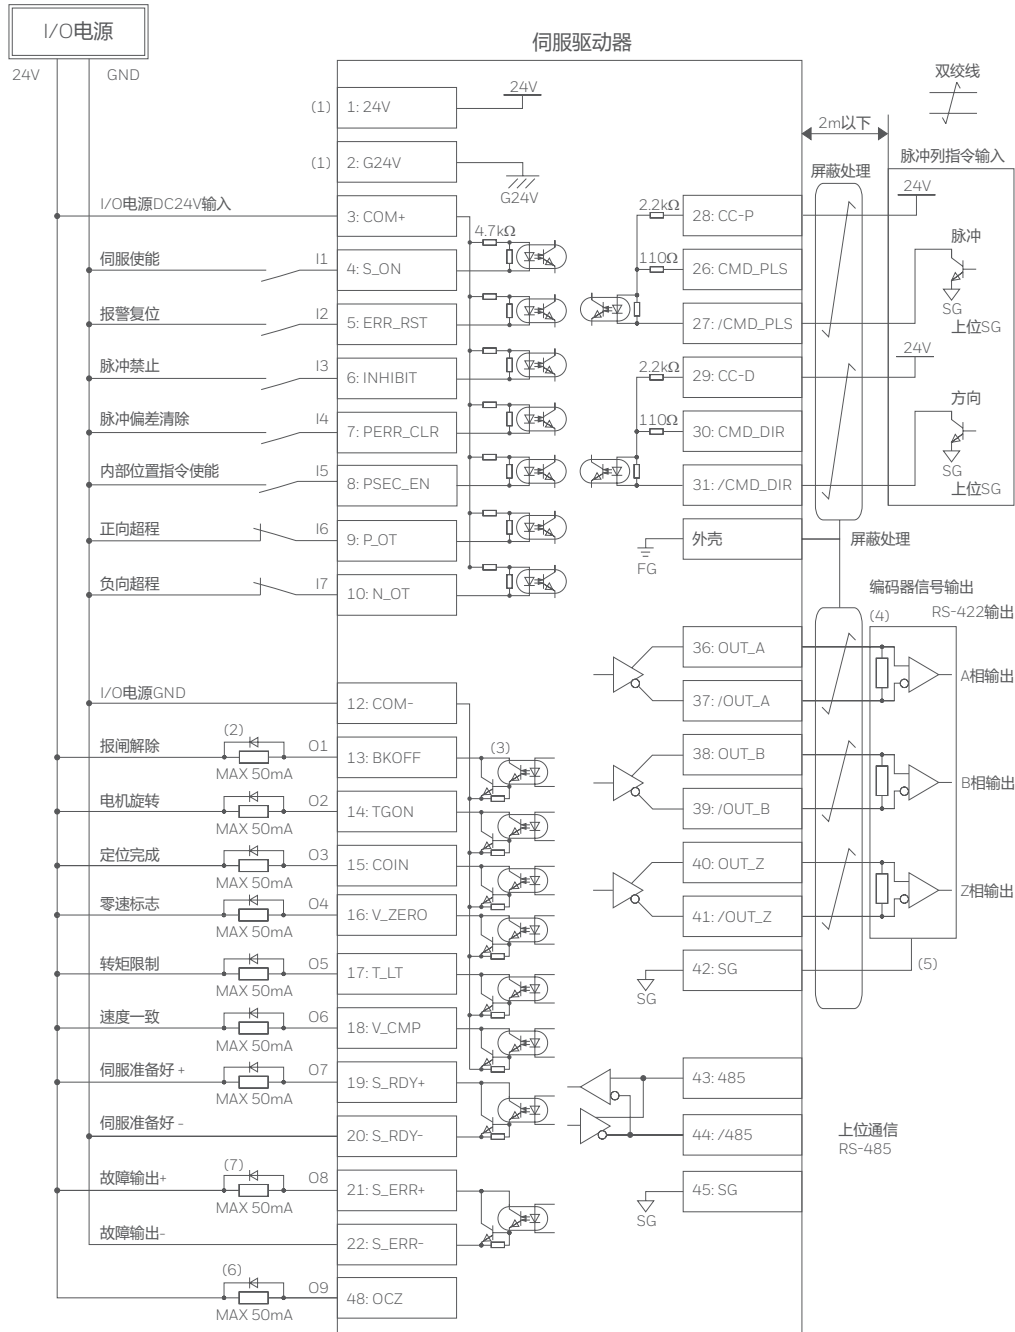 I/O电源
24V
GND
伺服驱动器
(1)
1: 24V
24V
(1)
2: G24V
G24V
I/O电源DC24V输入
3: COM+
4.7kΩ
伺服使能
I1
4: S_ON
报警复位
I2
5: ERR_RST
脉冲禁止
I3
6: INHIBIT
脉冲偏差清除
I4
7: PERR_CLR
内部位置指令使能
I5
8: PSEC_EN
正向超程
I6
9: P_OT
负向超程
I7
10: N_OT
I/O电源GND
12: COM-
报闸解除
(2)
MAX 50mA
O1
13: BKOFF
(3)
电机旋转
MAX 50mA
O2
14: TGON
定位完成
MAX 50mA
O3
15: COIN
零速标志
MAX 50mA
O4
16: V_ZERO
转矩限制
MAX 50mA
O5
17: T_LT
速度一致
MAX 50mA
O6
18: V_CMP
伺服准备好 +
MAX 50mA
O7
19: S_RDY+
伺服准备好 -
20: S_RDY-
故障输出+
(7)
MAX 50mA
O8
21: S_ERR+
故障输出-
22: S_ERR-
(6)
MAX 50mA
O9
48: OCZ
双绞线
2m以下
脉冲列指令输入
屏蔽处理
24V
2.2kΩ
28: CC-P
脉冲
110Ω
26: CMD_PLS
SG
上位SG
27: /CMD_PLS
24V
2.2kΩ
29: CC-D
方向
110Ω
30: CMD_DIR
SG
上位SG
31: /CMD_DIR
外壳
FG
屏蔽处理
编码器信号输出
(4)
RS-422输出
36: OUT_A
A相输出
37: /OUT_A
38: OUT_B
B相输出
39: /OUT_B
40: OUT_Z
Z相输出
41: /OUT_Z
42: SG
(5)
SG
43: 485
44: /485
上位通信
RS-485
45: SG
SG